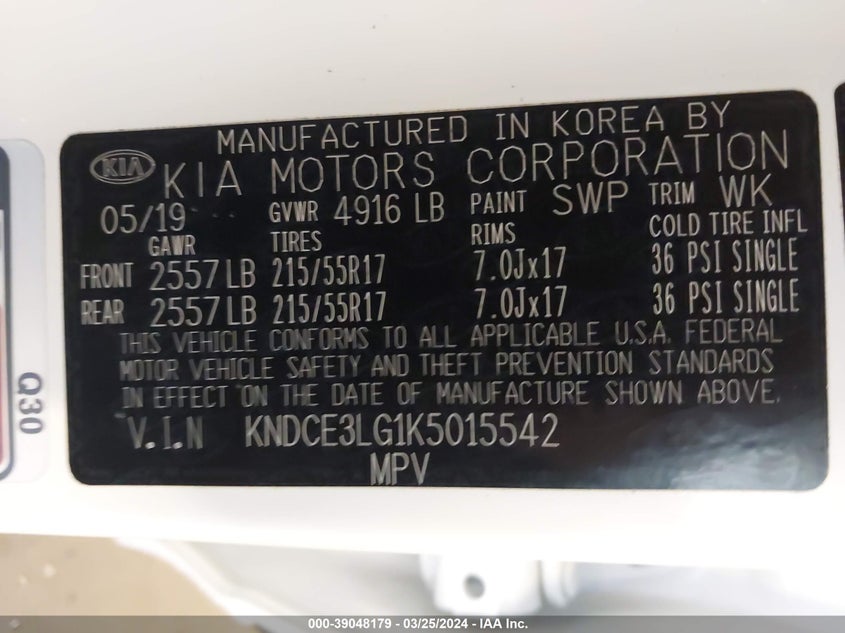 MANUFACTURED IN KOREA BY
KIA KIA MOTORS CORPORATION
05/19 GVWR 4916 LB PAINT SWP TRIM WK
GAWR TIRES RIMS COLD TIRE INFL
FRONT 2557 LB 215/55R17 7.0Jx17 36 PSI SINGLE
REAR 2557 LB 215/55R17 7.0Jx17 36 PSI SINGLE
THIS VEHICLE CONFORMS TO ALL APPLICABLE U.S.A. FEDERAL
MOTOR VEHICLE SAFETY AND THEFT PREVENTION STANDARDS
IN EFFECT ON THE DATE OF MANUFACTURE SHOWN ABOVE.
V.I.N KNDCE3LG1K5015542
MPV
Q30
000-39048179 — 03/25/2024 — IAA Inc.